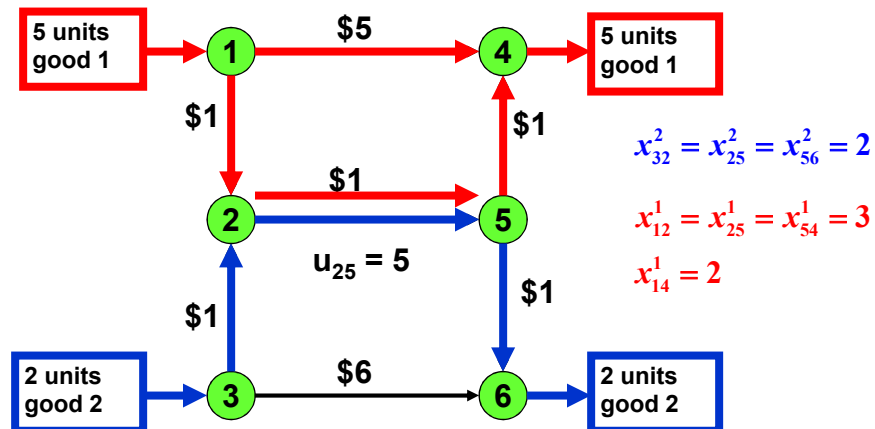 5 units
good 1
1
$5
4
5 units
good 1
$1
$1
$1
2
5
u₂₅ = 5
$1
$1
2 units
good 2
3
$6
6
2 units
good 2
x²₃₂ = x²₂₅ = x²₅₆ = 2
x¹₁₂ = x¹₂₅ = x¹₅₄ = 3
x¹₁₄ = 2